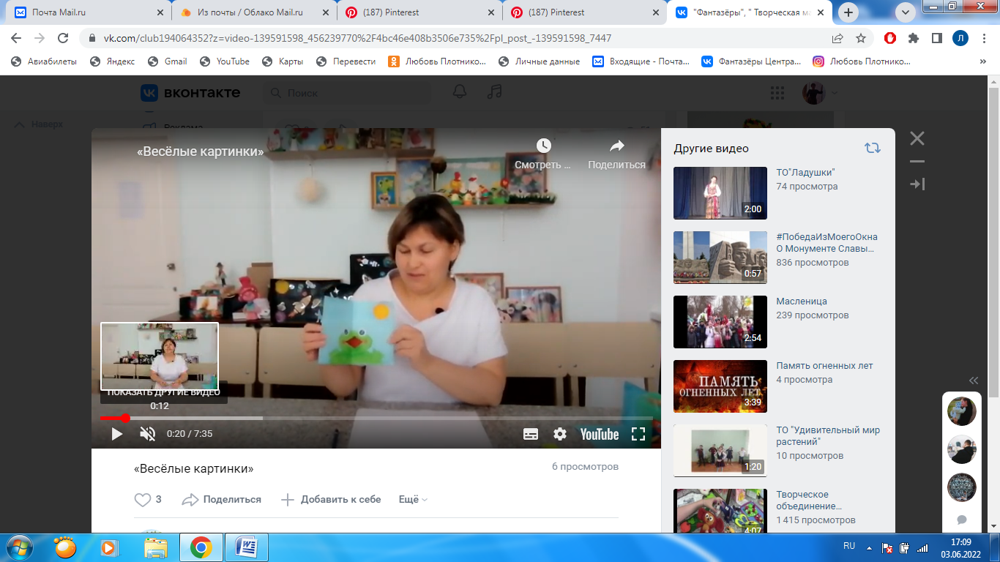 Почта Mail.ru
Из почты / Облако Mail.ru
(187) Pinterest
(187) Pinterest
"Фантазёры", " Творческая ма
vk.com/club194064352?z=video-139591598_456239770%2F4bc46e408b3506e735%2Fpl_post_-139591598_7447
Л
Авиабилеты
Яндекс
Gmail
YouTube
Карты
Перевести
Любовь Плотнико...
Личные данные
Входящие - Почта...
Фантазёры Центра...
Любовь Плотнико...
вконтакте
Поиск
Наверх
Реклама
«Весёлые картинки»
Смотреть ...
Поделиться
ПОКАЗАТЬ ДРУГИЕ ВИДЕО
0:12
0:20 / 7:35
YouTube
«Весёлые картинки»
6 просмотров
3
Поделиться
Добавить к себе
Ещё
Другие видео
2:00
ТО"Ладушки"
74 просмотра
0:57
#ПобедаИзМоегоОкна
О Монументе Славы...
836 просмотров
2:54
Масленица
239 просмотров
ПАМЯТЬ
ОГНЕННЫХ ЛЕТ
3:39
Память огненных лет
4 просмотра
1:20
ТО "Удивительный мир
растений"
10 просмотров
4:07
Творческое
объединение...
1 415 просмотров
RU
17:09
03.06.2022